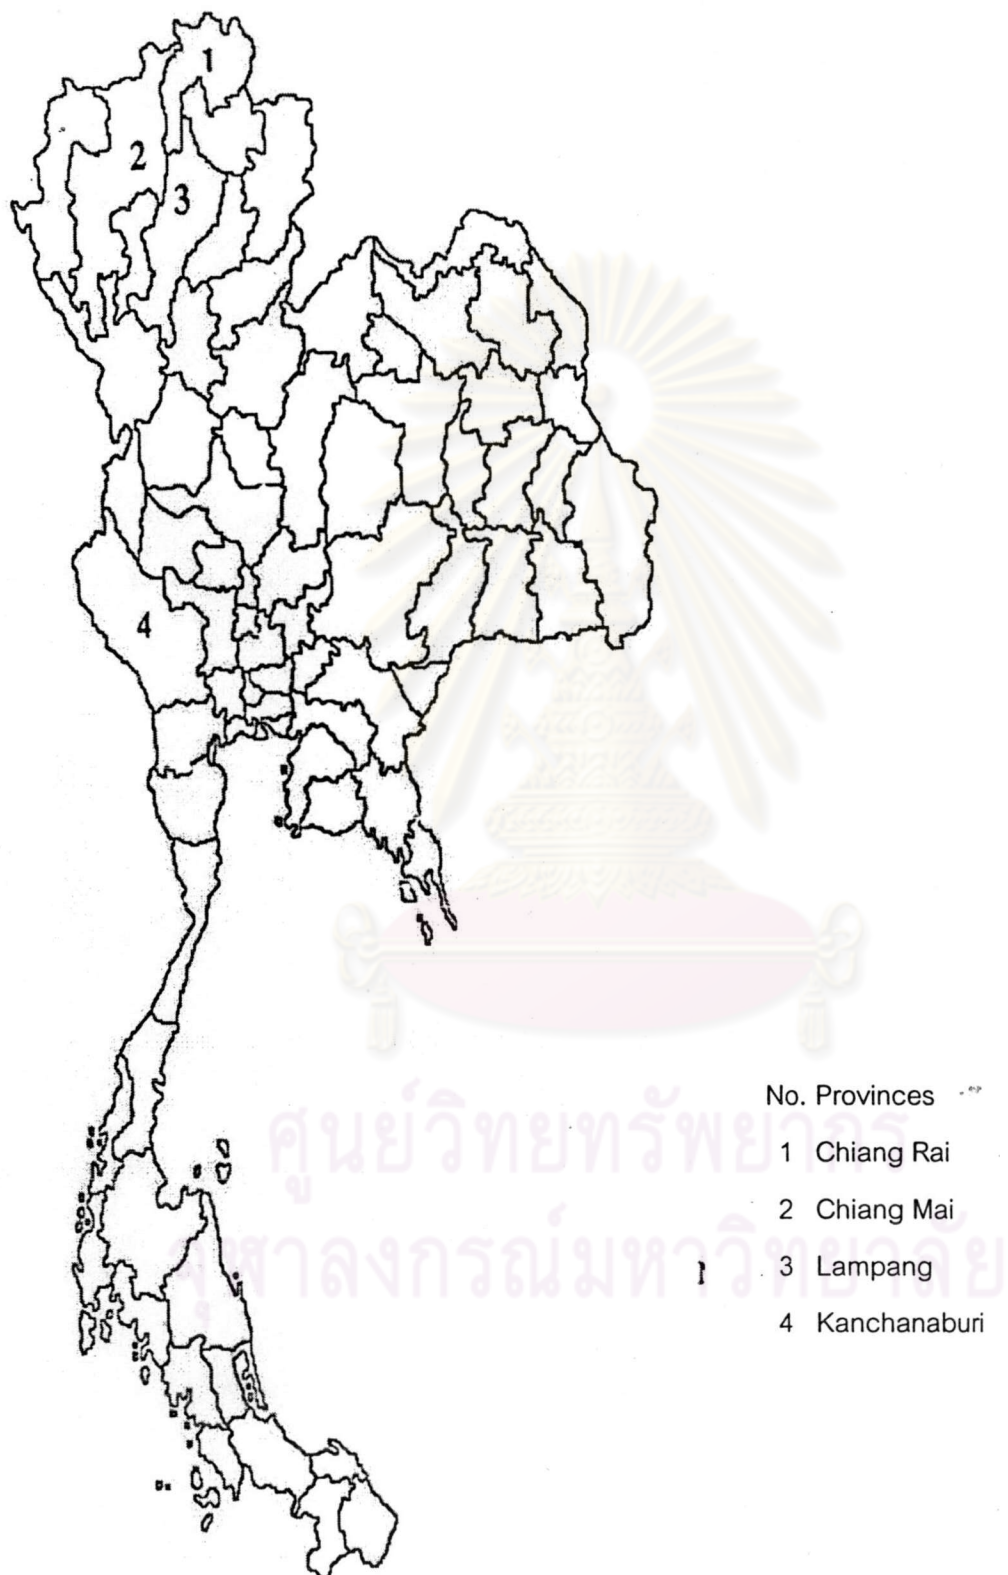 1
2
3
4
No. Provinces
1 Chiang Rai
2 Chiang Mai
3 Lampang
4 Kanchanaburi
ศูนย์วิทยทรัพยากร
จุฬาลงกรณ์มหาวิทยาลัย